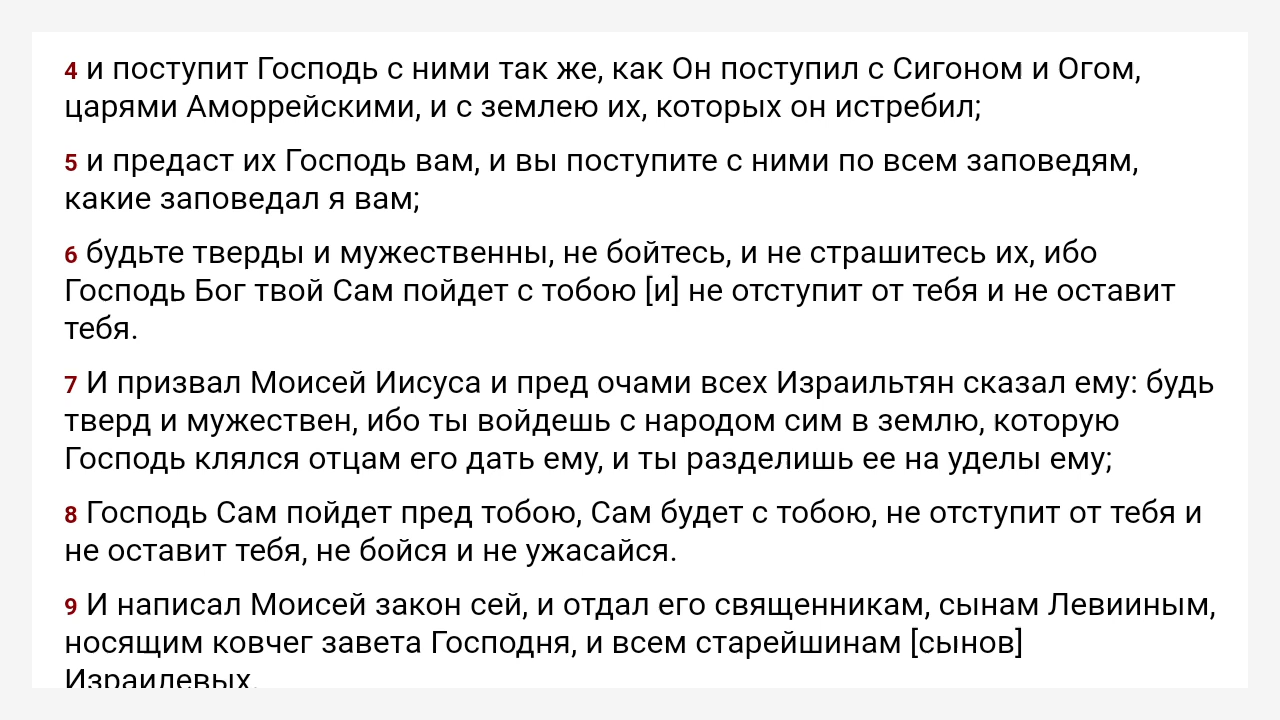 4 и поступит Господь с ними так же, как Он поступил с Сигоном и Огом,
царями Аморрейскими, и с землею их, которых он истребил;
5 и предаст их Господь вам, и вы поступите с ними по всем заповедям,
какие заповедал я вам;
6 будьте тверды и мужественны, не бойтесь, и не страшитесь их, ибо
Господь Бог твой Сам пойдет с тобою [и] не отступит от тебя и не оставит
тебя.
7 И призвал Моисей Иисуса и пред очами всех Израильтян сказал ему: будь
тверд и мужествен, ибо ты войдешь с народом сим в землю, которую
Господь клялся отцам его дать ему, и ты разделишь ее на уделы ему;
8 Господь Сам пойдет пред тобою, Сам будет с тобою, не отступит от тебя и
не оставит тебя, не бойся и не ужасайся.
9 И написал Моисей закон сей, и отдал его священникам, сынам Левииным,
носящим ковчег завета Господня, и всем старейшинам [сынов]
Израилевых.